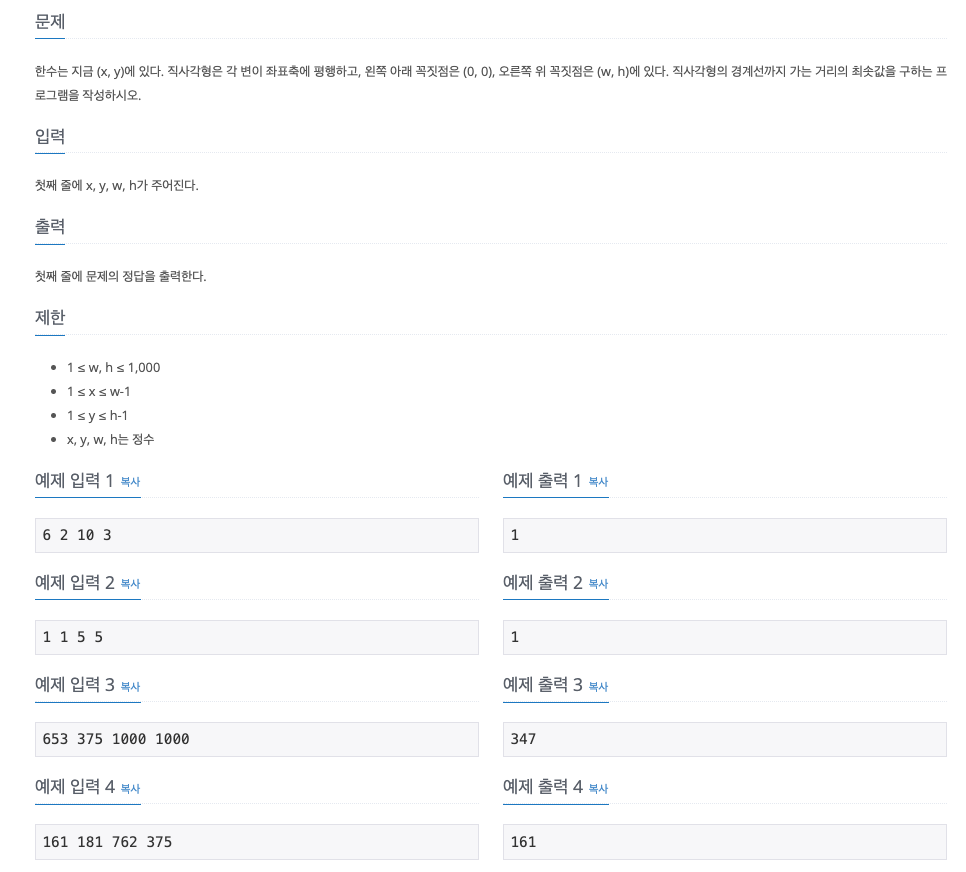 문제
한수는 지금 (x, y)에 있다. 직사각형은 각 변이 좌표축에 평행하고, 왼쪽 아래 꼭짓점은 (0, 0), 오른쪽 위 꼭짓점은 (w, h)에 있다. 직사각형의 경계선까지 가는 거리의 최솟값을 구하는 프
로그램을 작성하시오.
입력
첫째 줄에 x, y, w, h가 주어진다.
출력
첫째 줄에 문제의 정답을 출력한다.
제한
• 1 ≤ w, h ≤ 1,000
• 1 ≤ x ≤ w-1
• 1 ≤ y ≤ h-1
• x, y, w, h는 정수
예제 입력 1 복사
6 2 10 3
예제 출력 1 복사
1
예제 입력 2 복사
1 1 5 5
예제 출력 2 복사
1
예제 입력 3 복사
653 375 1000 1000
예제 출력 3 복사
347
예제 입력 4 복사
161 181 762 375
예제 출력 4 복사
161